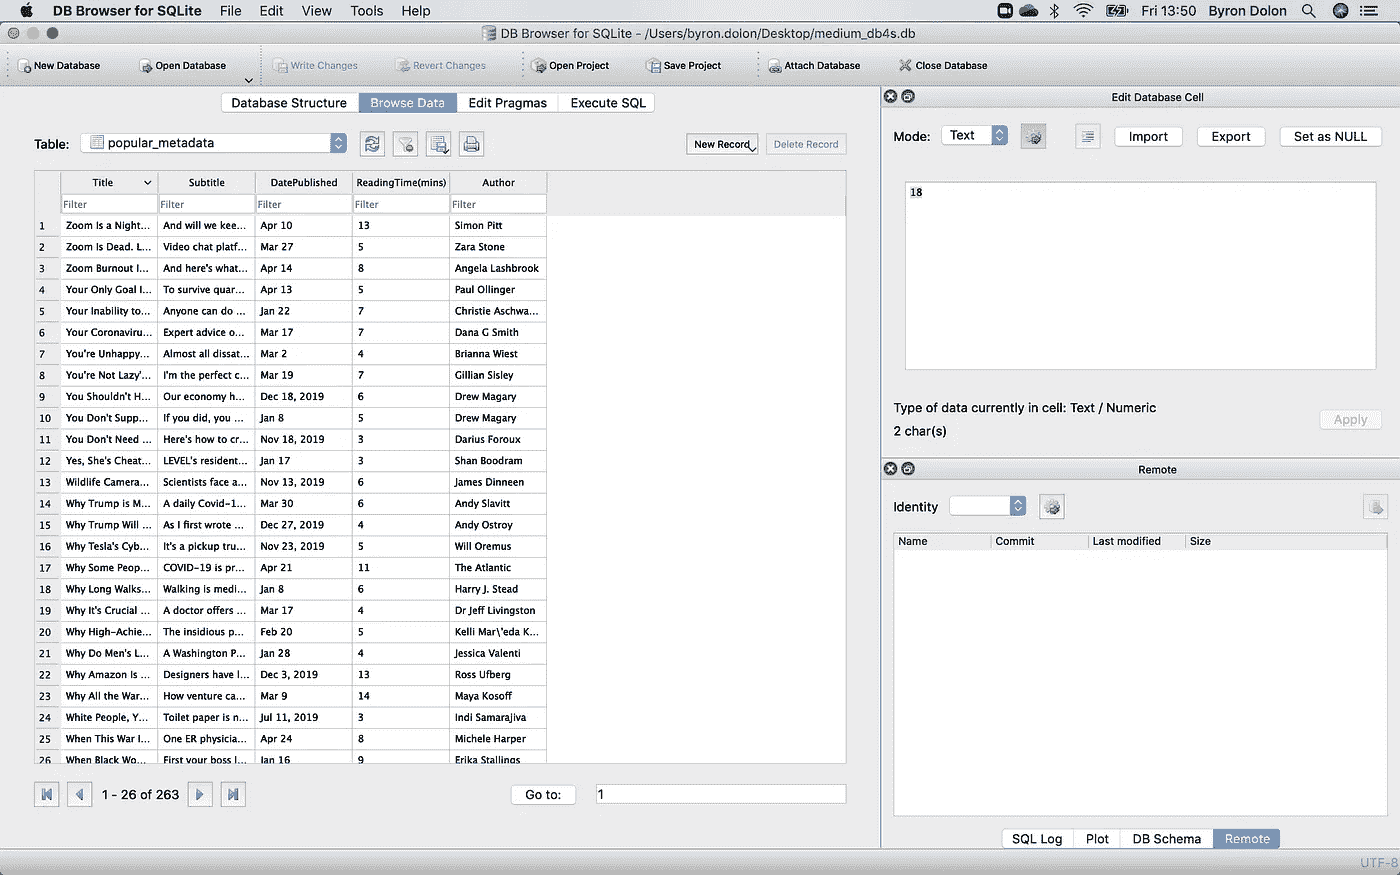 DB Browser for SQLite File Edit View Tools Help Fri 13:50 Byron Dolon
DB Browser for SQLite - /Users/byron.dolon/Desktop/medium_db4s.db
New Database Open Database Write Changes Revert Changes Open Project Save Project Attach Database Close Database
Database Structure Browse Data Edit Pragmas Execute SQL
Table: popular_metadata New Record Delete Record
Title Subtitle DatePublished ReadingTime(mins) Author
Filter Filter Filter Filter Filter
1 Zoom Is a Night... And will we kee... Apr 10 13 Simon Pitt
2 Zoom Is Dead. L... Video chat platf... Mar 27 5 Zara Stone
3 Zoom Burnout I... And here's what... Apr 14 8 Angela Lashbrook
4 Your Only Goal I... To survive quar... Apr 13 5 Paul Ollinger
5 Your Inability to... Anyone can do ... Jan 22 7 Christie Aschwa...
6 Your Coronaviru... Expert advice o... Mar 17 7 Dana G Smith
7 You're Unhappy... Almost all dissat... Mar 2 4 Brianna Wiest
8 You're Not Lazy'... I'm the perfect c... Mar 19 7 Gillian Sisley
9 You Shouldn't H... Our economy h... Dec 18, 2019 6 Drew Magary
10 You Don't Supp... If you did, you ... Jan 8 5 Drew Magary
11 You Don't Need ... Here's how to cr... Nov 18, 2019 3 Darius Foroux
12 Yes, She's Cheat... LEVEL's resident... Jan 17 3 Shan Boodram
13 Wildlife Camera... Scientists face a... Nov 13, 2019 6 James Dinneen
14 Why Trump is M... A daily Covid-1... Mar 30 6 Andy Slavitt
15 Why Trump Will ... As I first wrote ... Dec 27, 2019 4 Andy Ostroy
16 Why Tesla's Cyb... It's a pickup tru... Nov 23, 2019 5 Will Oremus
17 Why Some Peop... COVID-19 is pr... Apr 21 11 The Atlantic
18 Why Long Walks... Walking is medi... Jan 8 6 Harry J. Stead
19 Why It's Crucial ... A doctor offers ... Mar 17 4 Dr Jeff Livingston
20 Why High-Achie... The insidious p... Feb 20 5 Kelli Mar\'eda K...
21 Why Do Men's L... A Washington P... Jan 28 4 Jessica Valenti
22 Why Amazon Is ... Designers have l... Dec 3, 2019 13 Ross Ufberg
23 Why All the War... How venture ca... Mar 9 14 Maya Kosoff
24 White People, Y... Toilet paper is n... Jul 11, 2019 3 Indi Samarajiva
25 When This War I... One ER physicia... Apr 24 8 Michele Harper
26 When Black Wo... First your boss l... Jan 16 9 Erika Stallings
1 - 26 of 263 Go to: 1
Edit Database Cell
Mode: Text Import Export Set as NULL
18
Type of data currently in cell: Text / Numeric
2 char(s)
Apply
Remote
Identity
Name Commit Last modified Size
SQL Log Plot DB Schema Remote
UTF-8